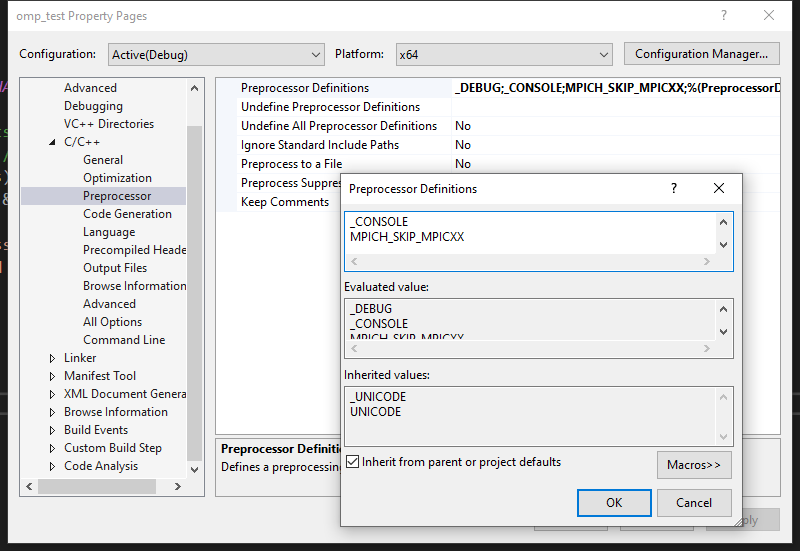 omp_test Property Pages
Configuration: Active(Debug) Platform: x64 Configuration Manager...
Advanced
Debugging
VC++ Directories
C/C++
General
Optimization
Preprocessor
Code Generation
Language
Precompiled Heade
Output Files
Browse Information
Advanced
All Options
Command Line
Linker
Manifest Tool
XML Document Genera
Browse Information
Build Events
Custom Build Step
Code Analysis
Preprocessor Definitions _DEBUG;_CONSOLE;MPICH_SKIP_MPICXX;%(PreprocessorD
Undefine Preprocessor Definitions
Undefine All Preprocessor Definitions No
Ignore Standard Include Paths No
Preprocess to a File No
Preprocess Suppres
Keep Comments
Preprocessor Definitio
Defines a preprocessing
Preprocessor Definitions
_CONSOLE
MPICH_SKIP_MPICXX
Evaluated value:
_DEBUG
_CONSOLE
MPICH_SKIP_MPICXX
Inherited values:
_UNICODE
UNICODE
Inherit from parent or project defaults
Macros>>
OK Cancel